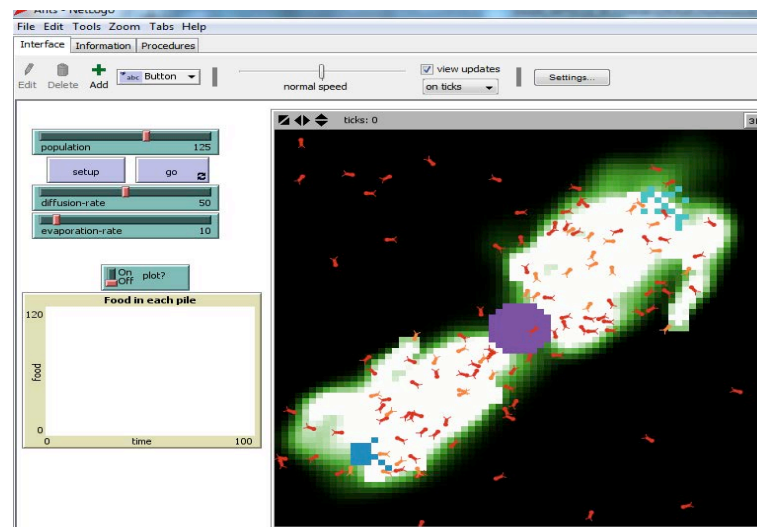 Ants - NetLogo
File Edit Tools Zoom Tabs Help
Interface Information Procedures
Edit Delete Add abc Button normal speed view updates on ticks Settings...
ticks: 0
population 125
setup go
diffusion-rate 50
evaporation-rate 10
On
Off plot?
Food in each pile
120
food
0
0 time 100